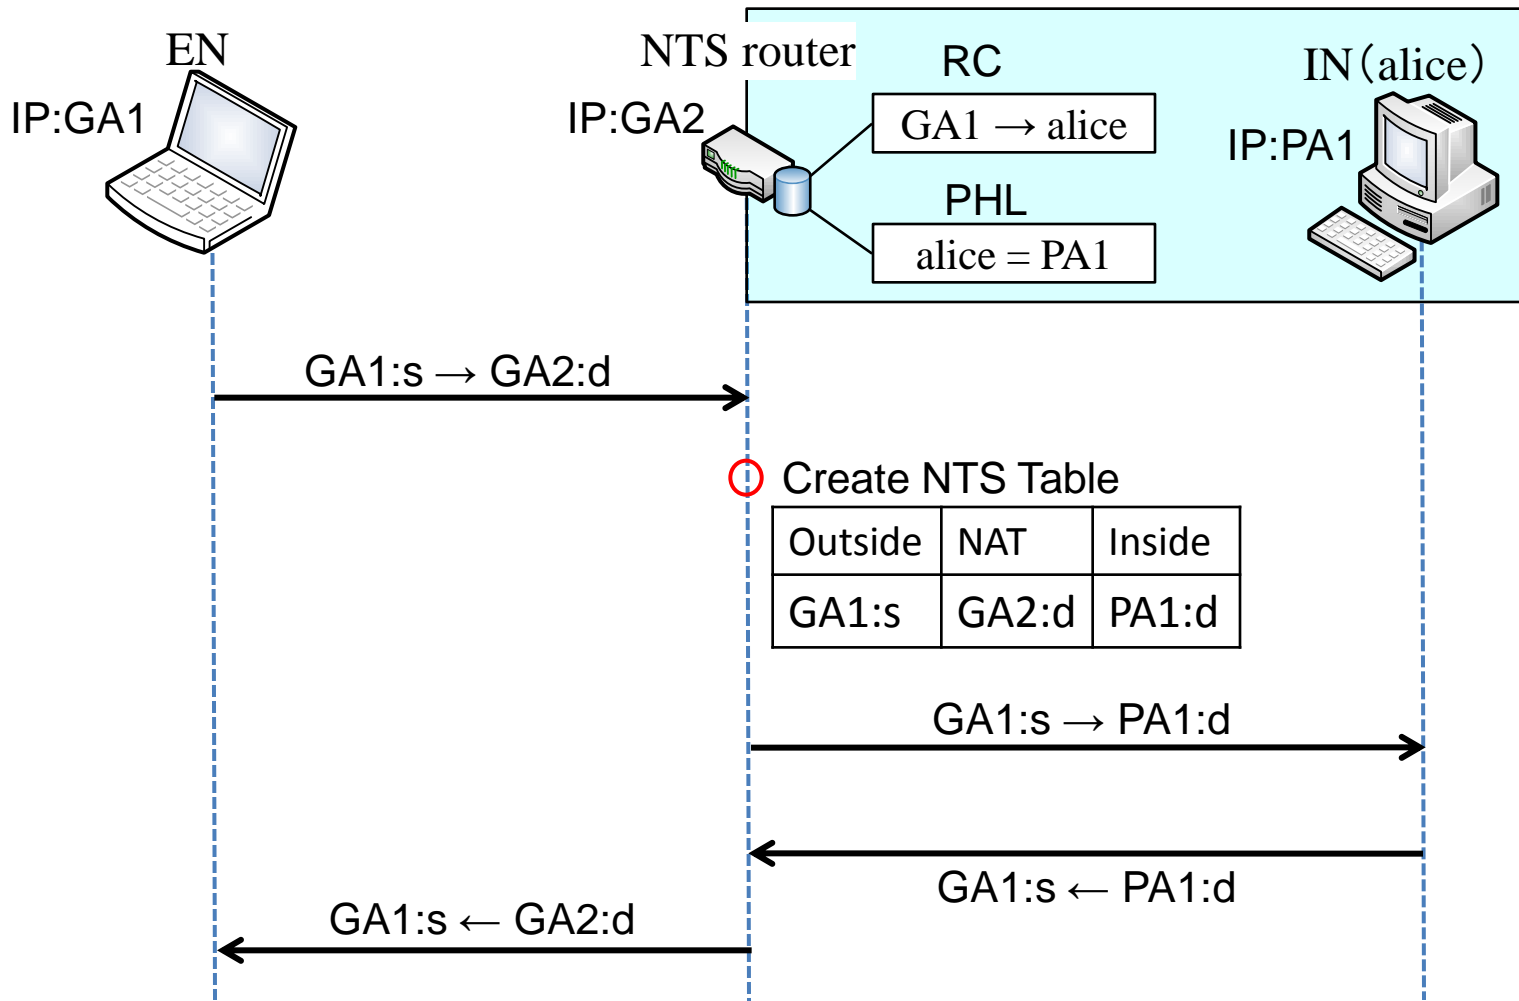 EN
IP:GA1
NTS router
IP:GA2
RC
GA1 → alice
PHL
alice = PA1
IN（alice）
IP:PA1
GA1:s → GA2:d
Create NTS Table
Outside NAT Inside
GA1:s GA2:d PA1:d
GA1:s → PA1:d
GA1:s ← PA1:d
GA1:s ← GA2:d